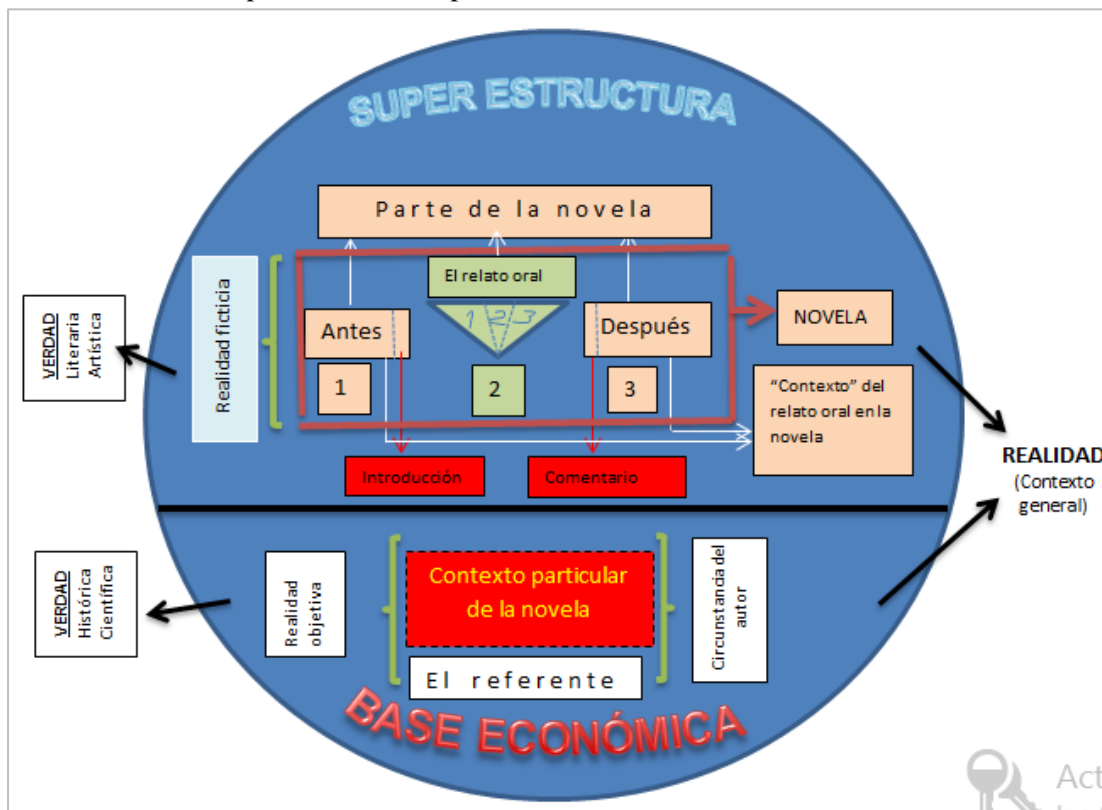 SUPER ESTRUCTURA
Parte de la novela
El relato oral
1 2 3
Antes
Después
1
2
3
NOVELA
"Contexto" del
relato oral en la
novela
Introducción
Comentario
Realidad ficticia
VERDAD
Literaria
Artística
REALIDAD
(Contexto
general)
VERDAD
Histórica
Científica
Realidad
objetiva
Contexto particular
de la novela
El referente
Circunstancia del
autor
BASE ECONÓMICA
Act